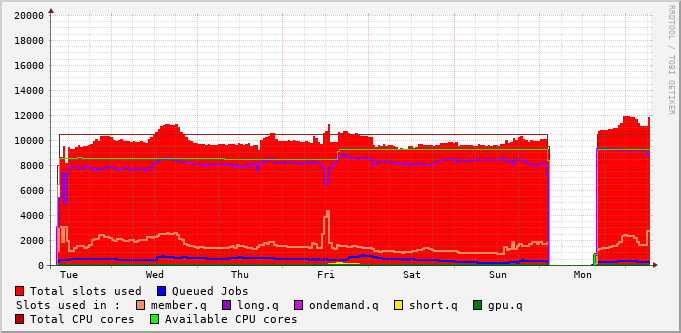 RRDTOOL / TOBI OETIKER
20000
18000
16000
14000
12000
10000
8000
6000
4000
2000
0
Tue Wed Thu Fri Sat Sun Mon
Total slots used Queued Jobs
Slots used in : member.q long.q ondemand.q short.q gpu.q
Total CPU cores Available CPU cores